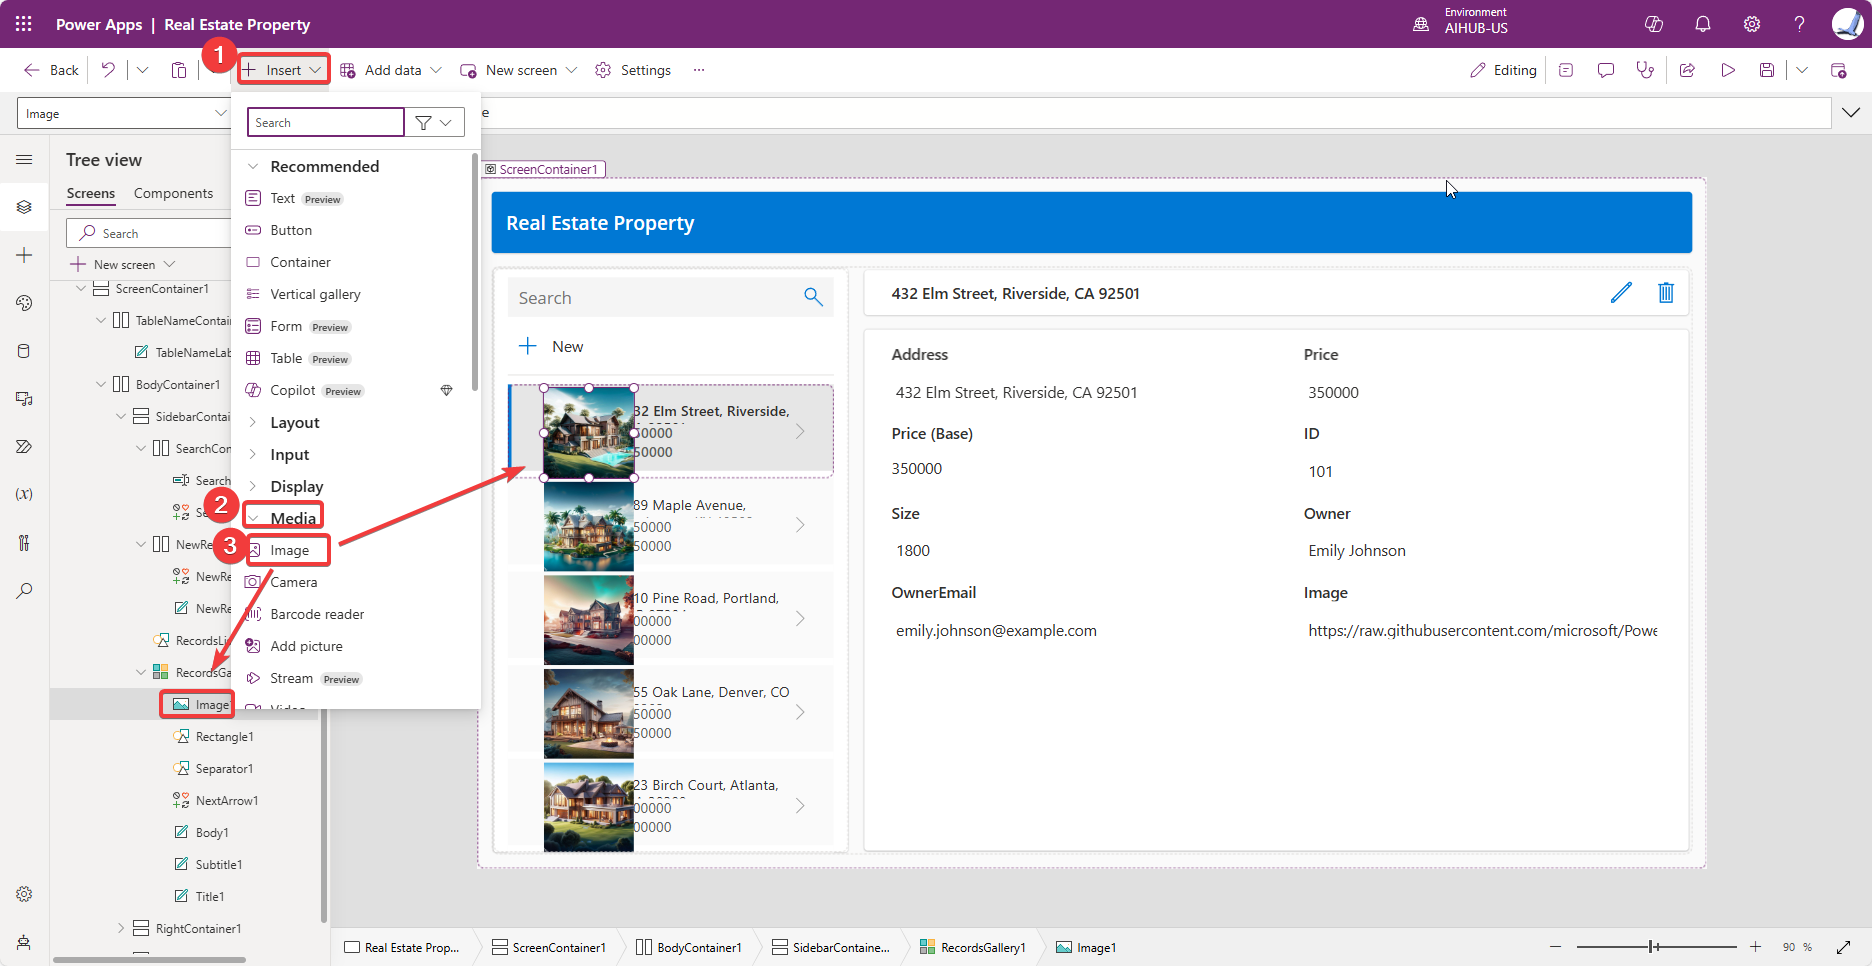 Power Apps | Real Estate Property
Environment
AIHUB-US
?
1
Back
Insert
Add data
New screen
Settings
...
Editing
Image
Search
e
Tree view
Screens
Components
Search
New screen
ScreenContainer1
TableNameContai
TableNameLab
BodyContainer1
SidebarContai
SearchCon
Search
Se
NewRe
NewRe
NewRe
RecordsLi
RecordsGa
Image1
Rectangle1
Separator1
NextArrow1
Body1
Subtitle1
Title1
RightContainer1
Recommended
Text Preview
Button
Container
Vertical gallery
Form Preview
Table Preview
Copilot Preview
Layout
Input
Display
2
Media
3
Image
Camera
Barcode reader
Add picture
Stream Preview
Video
(x)
ScreenContainer1
Real Estate Property
Search
New
32 Elm Street, Riverside,
50000
50000
89 Maple Avenue,
50000
50000
10 Pine Road, Portland,
00000
00000
55 Oak Lane, Denver, CO
50000
50000
23 Birch Court, Atlanta,
00000
00000
432 Elm Street, Riverside, CA 92501
Address
432 Elm Street, Riverside, CA 92501
Price
350000
Price (Base)
350000
ID
101
Size
1800
Owner
Emily Johnson
OwnerEmail
emily.johnson@example.com
Image
https://raw.githubusercontent.com/microsoft/Powe
Real Estate Prop...
ScreenContainer1
BodyContainer1
SidebarContaine...
RecordsGallery1
Image1
90 %